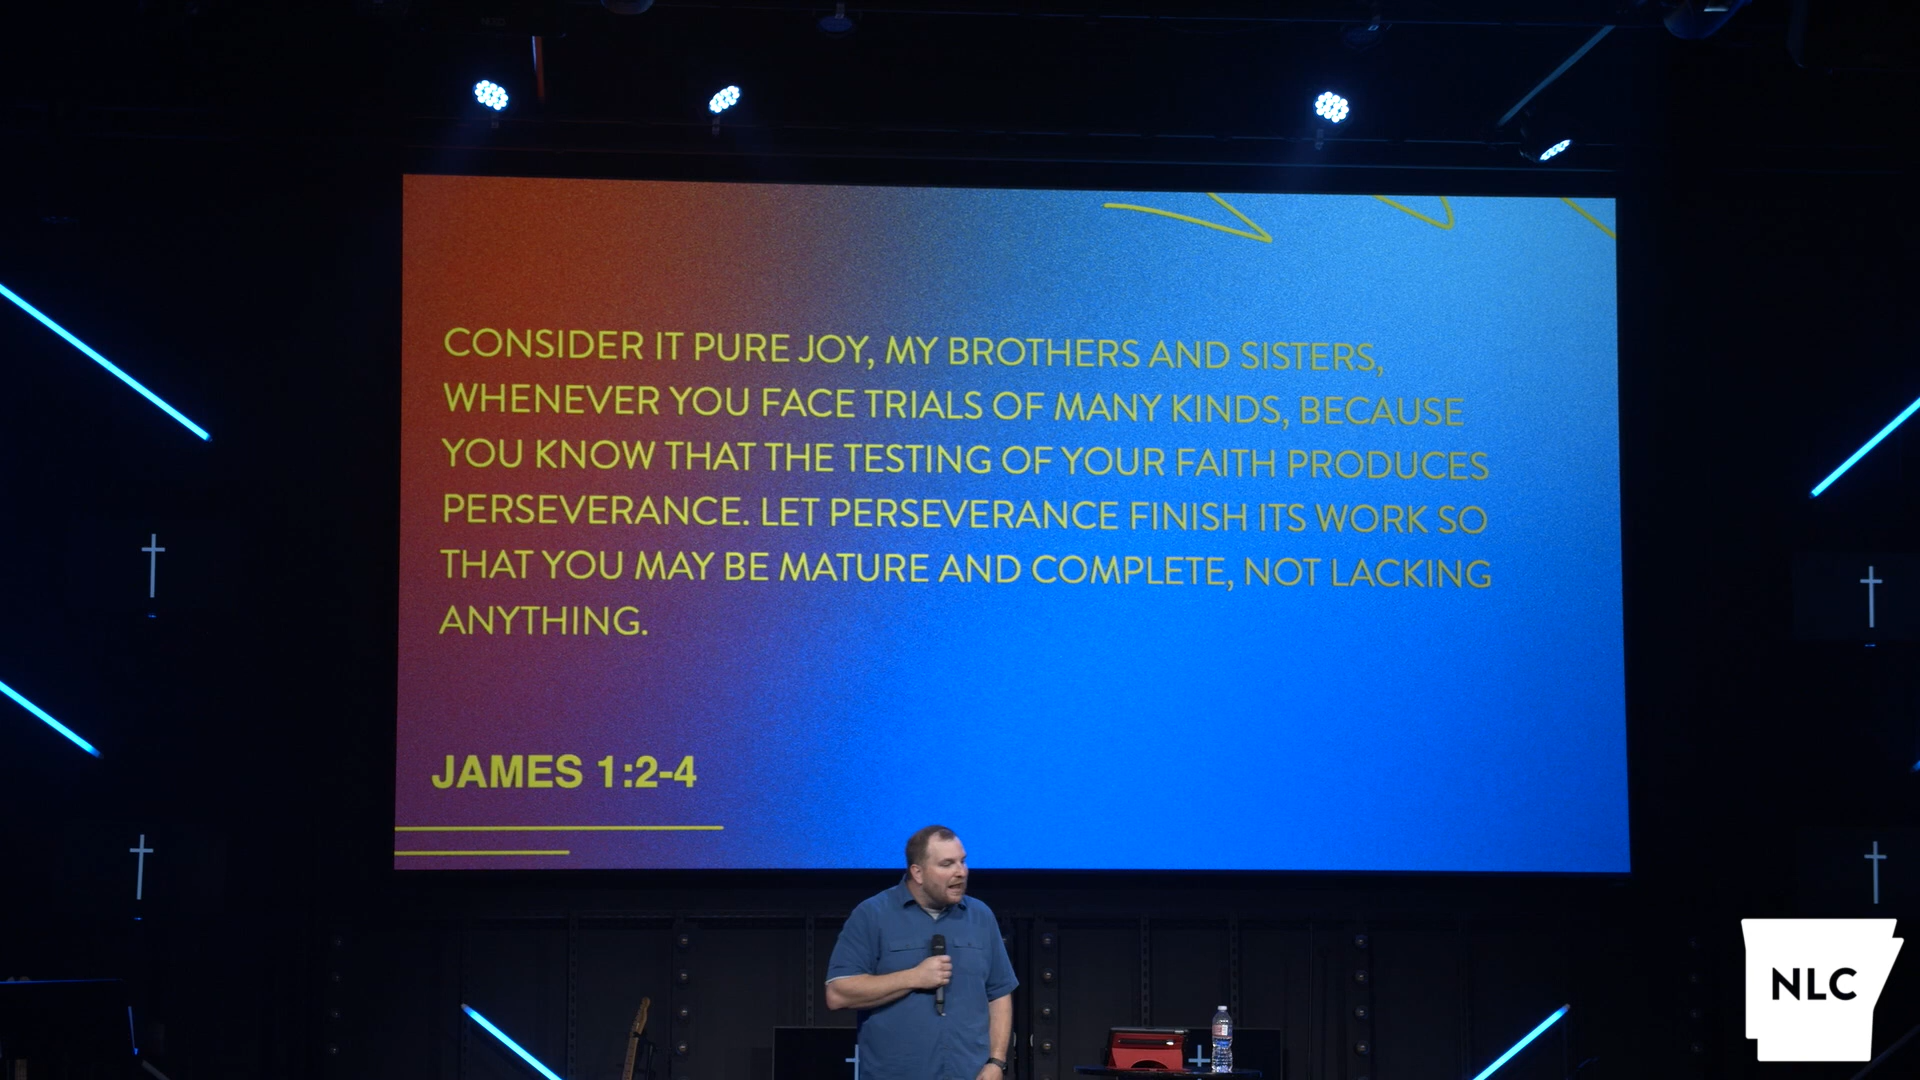 CONSIDER IT PURE JOY, MY BROTHERS AND SISTERS,
WHENEVER YOU FACE TRIALS OF MANY KINDS, BECAUSE
YOU KNOW THAT THE TESTING OF YOUR FAITH PRODUCES
PERSEVERANCE. LET PERSEVERANCE FINISH ITS WORK SO
THAT YOU MAY BE MATURE AND COMPLETE, NOT LACKING
ANYTHING.
JAMES 1:2-4
NLC